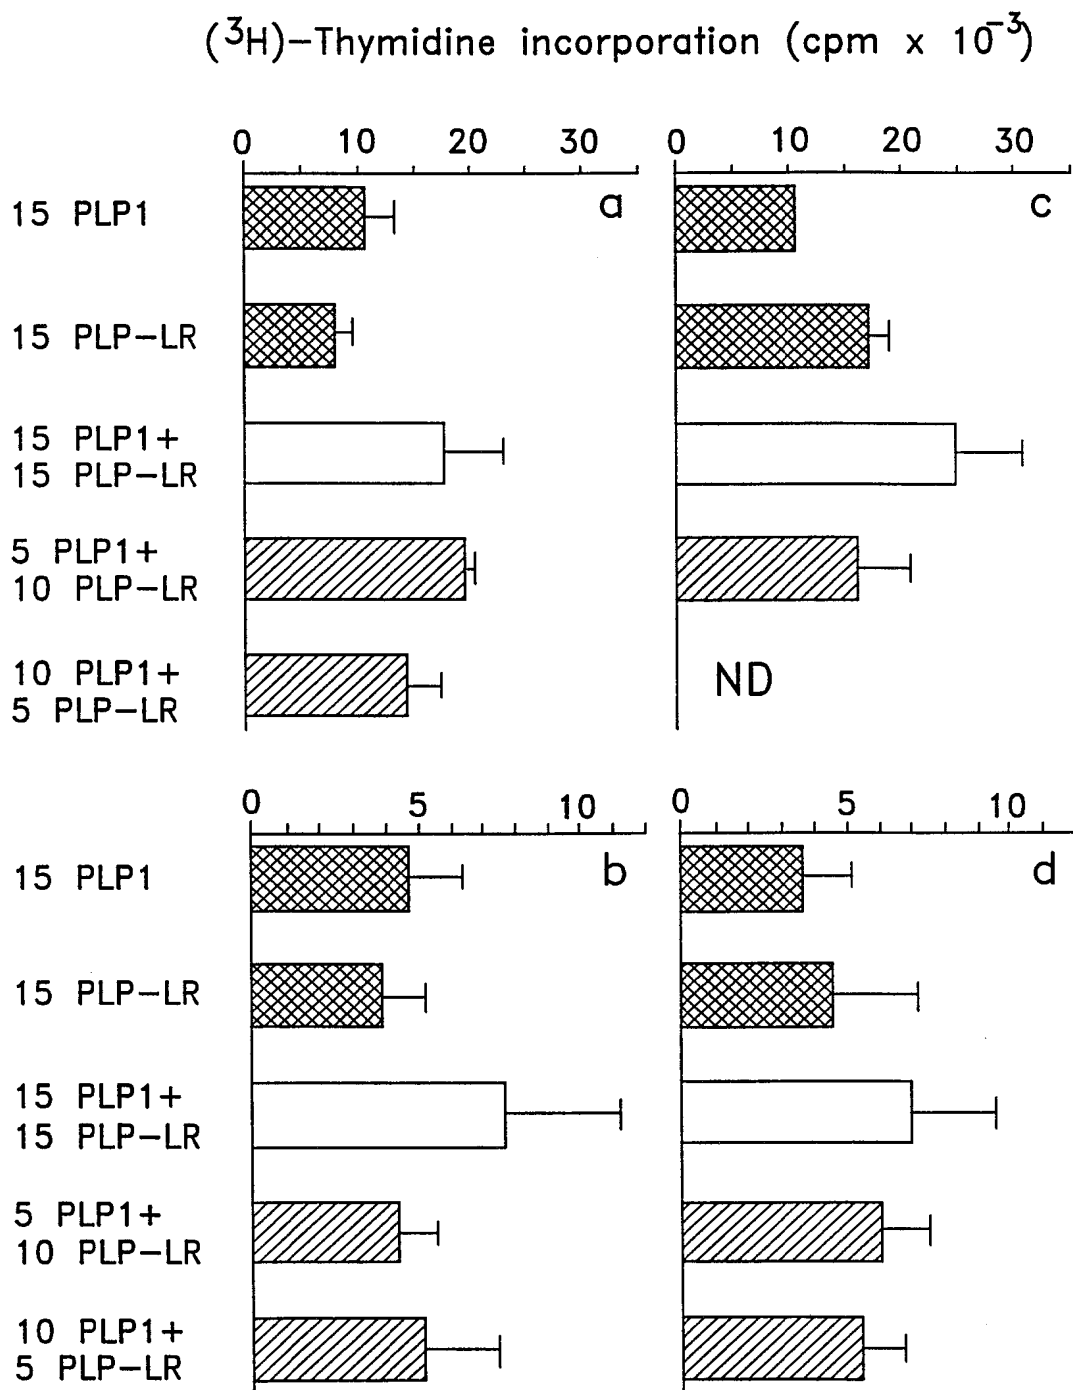 (³H)−Thymidine incorporation (cpm x 10⁻³)
0 10 20 30
0 10 20 30
a
c
15 PLP1
15 PLP−LR
15 PLP1+
15 PLP−LR
5 PLP1+
10 PLP−LR
10 PLP1+
5 PLP−LR
ND
0 5 10
0 5 10
b
d
15 PLP1
15 PLP−LR
15 PLP1+
15 PLP−LR
5 PLP1+
10 PLP−LR
10 PLP1+
5 PLP−LR